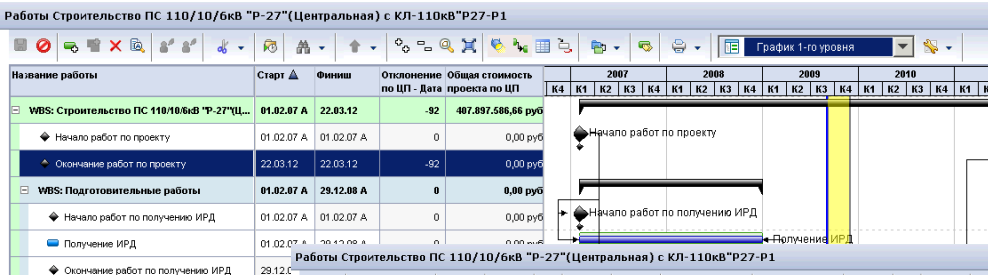 Работы Строительство ПС 110/10/6кВ "Р-27"(Центральная) с КЛ-110кВ"Р27-Р1
График 1-го уровня
Название работы Старт Финиш Отклонение по ЦП - Дата Общая стоимость проекта по ЦП
2007 2008 2009 2010
К4 К1 К2 К3 К4 К1 К2 К3 К4 К1 К2 К3 К4 К1 К2 К3 К4 К1
WBS: Строительство ПС 110/10/6кВ "Р-27"(Ц... 01.02.07 А 22.03.12 -92 407.897.586,66 руб
Начало работ по проекту 01.02.07 А 01.02.07 А 0 0,00 руб Начало работ по проекту
Окончание работ по проекту 22.03.12 22.03.12 -92 0,00 руб
WBS: Подготовительные работы 01.02.07 А 29.12.08 А 0 0,00 руб
Начало работ по получению ИРД 01.02.07 А 01.02.07 А 0 0,00 руб Начало работ по получению ИРД
Получение ИРД 01.02.07 А 29.12.08 А 0 0,00 руб Получение ИРД
Работы Строительство ПС 110/10/6кВ "Р-27"(Центральная) с КЛ-110кВ"Р27-Р1
Окончание работ по получению ИРД 29.12.0